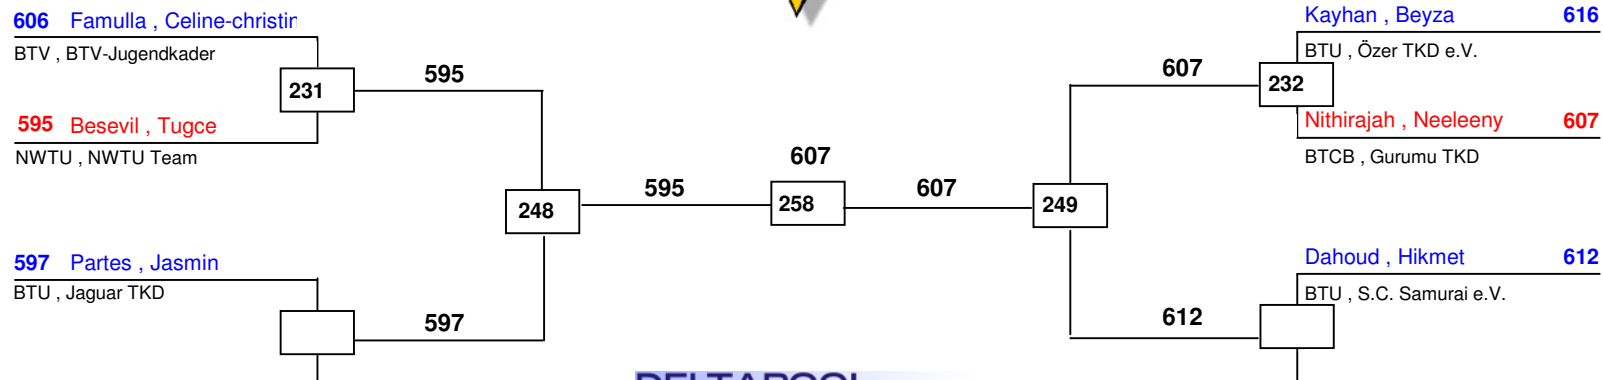 606 Famulla , Celine-christin
BTV , BTV-Jugendkader
231
595
595 Besevil , Tugce
NWTU , NWTU Team
248
595
597 Partes , Jasmin
BTU , Jaguar TKD
597
607
258
607
249
Kayhan , Beyza 616
BTU , Özer TKD e.V.
607
232
Nithirajah , Neeleeny 607
BTCB , Gurumu TKD
Dahoud , Hikmet 612
BTU , S.C. Samurai e.V.
612